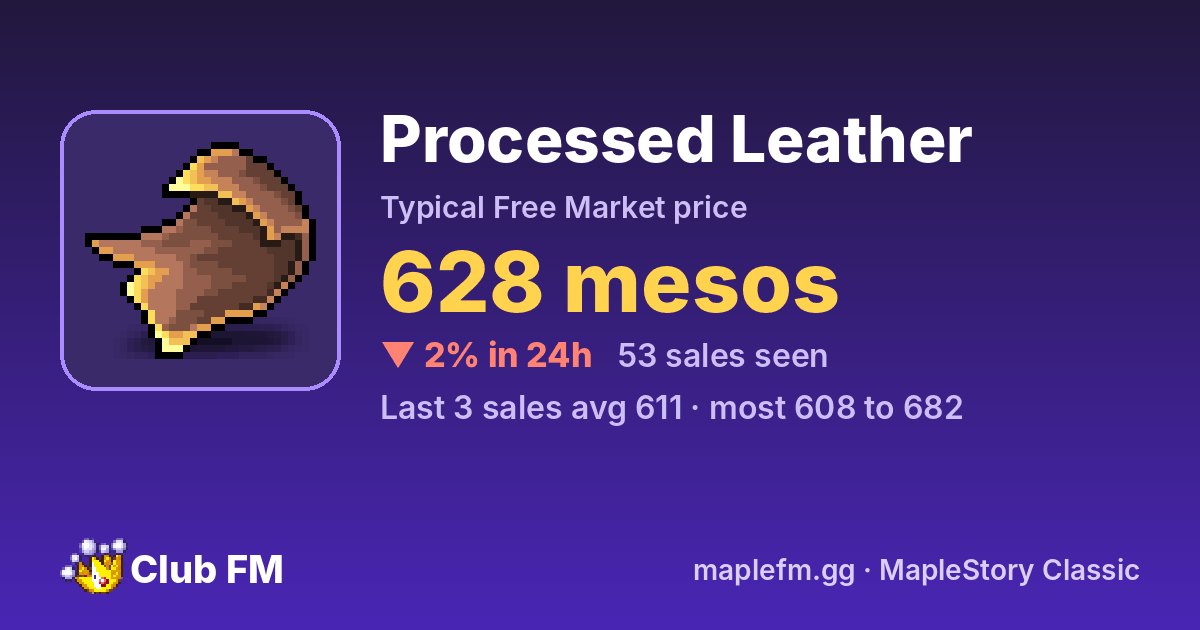 Processed Leather
Typical Free Market price
628 mesos
▼ 2% in 24h 53 sales seen
Last 3 sales avg 611 · most 608 to 682
Club FM
maplefm.gg · MapleStory Classic